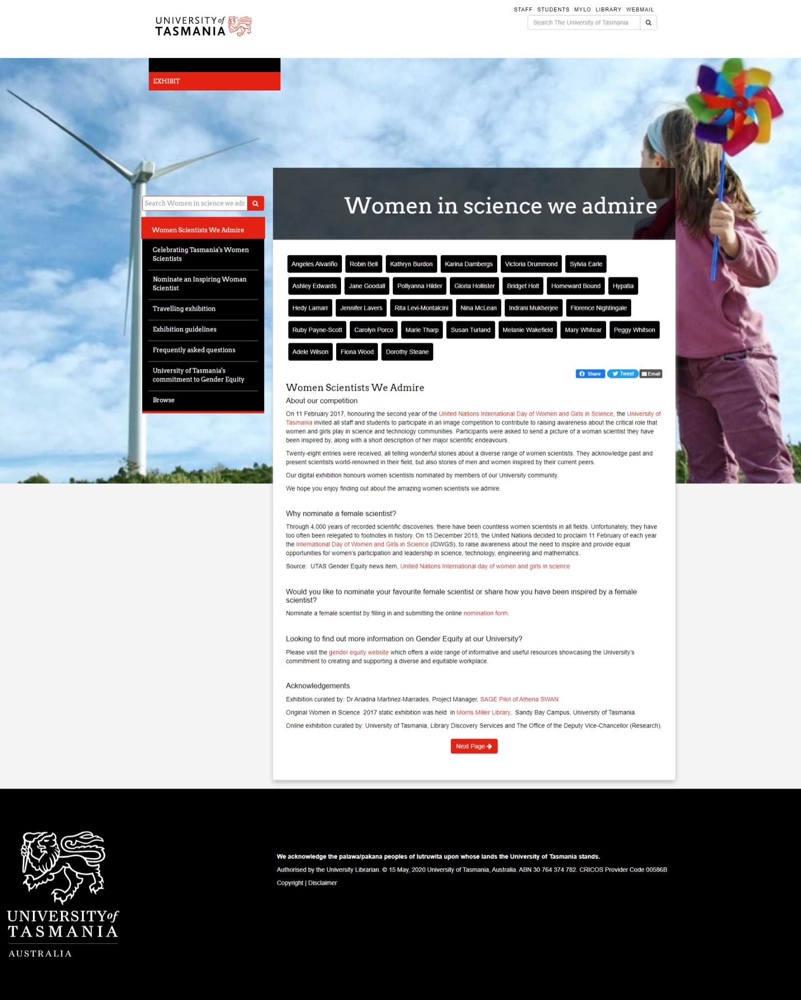 STAFF STUDENTS MYLO LIBRARY WEBMAIL
UNIVERSITY of
TASMANIA
Search The University of Tasmania
EXHIBIT
Search Women in science we adr
Women in science we admire
Women Scientists We Admire
Celebrating Tasmania's Women
Scientists
Nominate an Inspiring Woman
Scientist
Travelling exhibition
Exhibition guidelines
Frequently asked questions
University of Tasmania's
commitment to Gender Equity
Browse
Angeles Alvariño Robin Bell Kathryn Burdon Karina Dambergs Victoria Drummond Sylvia Earle
Ashley Edwards Jane Goodall Pollyanna Hilder Gloria Hollister Bridget Holt Homeward Bound Hypatia
Hedy Lamarr Jennifer Lavers Rita Levi-Montalcini Nina McLean Indrani Mukherjee Florence Nightingale
Ruby Payne-Scott Carolyn Porco Marie Tharp Susan Turland Melanie Wakefield Mary Whitear Peggy Whitson
Adele Wilson Fiona Wood Dorothy Steane
Share Tweet Email
Women Scientists We Admire
About our competition
On 11 February 2017, honouring the second year of the United Nations International Day of Women and Girls in Science, the University of
Tasmania invited all staff and students to participate in an image competition to contribute to raising awareness about the critical role that
women and girls play in science and technology communities. Participants were asked to send a picture of a woman scientist they have
been inspired by, along with a short description of her major scientific endeavours.
Twenty-eight entries were received, all telling wonderful stories about a diverse range of women scientists. They acknowledge past and
present scientists world-renowned in their field, but also stories of men and women inspired by their current peers.
Our digital exhibition honours women scientists nominated by members of our University community.
We hope you enjoy finding out about the amazing women scientists we admire.
Why nominate a female scientist?
Through 4,000 years of recorded scientific discoveries, there have been countless women scientists in all fields. Unfortunately, they have
too often been relegated to footnotes in history. On 15 December 2015, the United Nations decided to proclaim 11 February of each year
the International Day of Women and Girls in Science (IDWGS), to raise awareness about the need to inspire and provide equal
opportunities for women's participation and leadership in science, technology, engineering and mathematics.
Source: UTAS Gender Equity news item, United Nations International day of women and girls in science
Would you like to nominate your favourite female scientist or share how you have been inspired by a female
scientist?
Nominate a female scientist by filling in and submitting the online nomination form.
Looking to find out more information on Gender Equity at our University?
Please visit the gender equity website which offers a wide range of informative and useful resources showcasing the University's
commitment to creating and supporting a diverse and equitable workplace.
Acknowledgements
Exhibition curated by: Dr Ariadna Martinez-Marrades, Project Manager, SAGE Pilot of Athena SWAN
Original Women in Science 2017 static exhibition was held in Morris Miller Library, Sandy Bay Campus, University of Tasmania.
Online exhibition curated by: University of Tasmania, Library Discovery Services and The Office of the Deputy Vice-Chancellor (Research).
Next Page
We acknowledge the palawa/pakana peoples of lutruwita upon whose lands the University of Tasmania stands.
Authorised by the University Librarian. © 15 May, 2020 University of Tasmania, Australia. ABN 30 764 374 782. CRICOS Provider Code 00586B
Copyright | Disclaimer
UNIVERSITY of
TASMANIA
AUSTRALIA